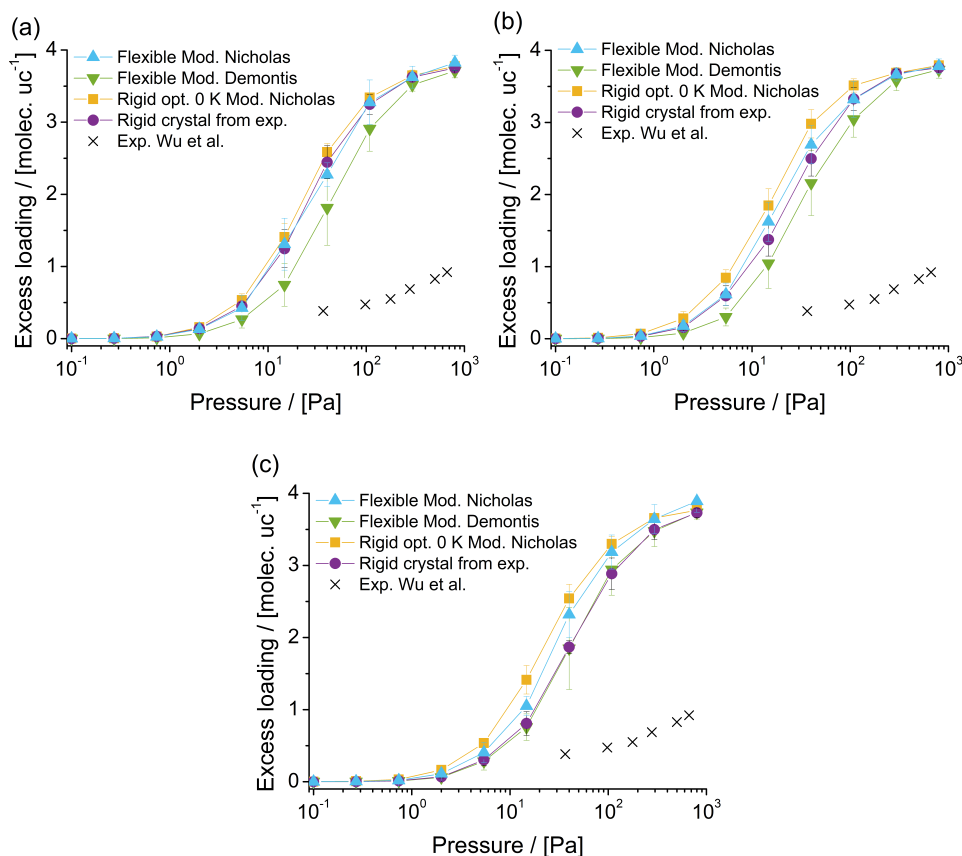 (a)
Flexible Mod. Nicholas
Flexible Mod. Demontis
Rigid opt. 0 K Mod. Nicholas
Rigid crystal from exp.
Exp. Wu et al.
Excess loading / [molec. uc⁻¹]
4
3
2
1
0
10⁻¹ 10⁰ 10¹ 10² 10³
Pressure / [Pa]
(b)
Flexible Mod. Nicholas
Flexible Mod. Demontis
Rigid opt. 0 K Mod. Nicholas
Rigid crystal from exp.
Exp. Wu et al.
Excess loading / [molec. uc⁻¹]
4
3
2
1
0
10⁻¹ 10⁰ 10¹ 10² 10³
Pressure / [Pa]
(c)
Flexible Mod. Nicholas
Flexible Mod. Demontis
Rigid opt. 0 K Mod. Nicholas
Rigid crystal from exp.
Exp. Wu et al.
Excess loading / [molec. uc⁻¹]
4
3
2
1
0
10⁻¹ 10⁰ 10¹ 10² 10³
Pressure / [Pa]